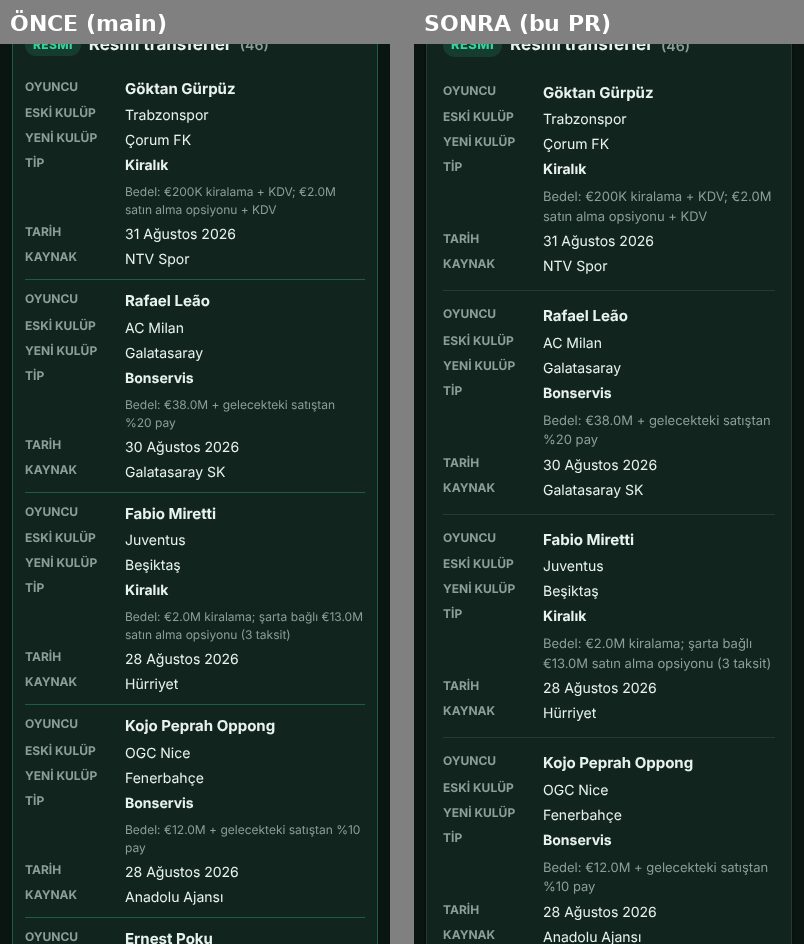 ÖNCE (main)
RESMİ Resmi transferler (46)
OYUNCU Göktan Gürpüz
ESKİ KULÜP Trabzonspor
YENİ KULÜP Çorum FK
TİP Kiralık
Bedel: €200K kiralama + KDV; €2.0M
satın alma opsiyonu + KDV
TARİH 31 Ağustos 2026
KAYNAK NTV Spor
OYUNCU Rafael Leão
ESKİ KULÜP AC Milan
YENİ KULÜP Galatasaray
TİP Bonservis
Bedel: €38.0M + gelecekteki satıştan
%20 pay
TARİH 30 Ağustos 2026
KAYNAK Galatasaray SK
OYUNCU Fabio Miretti
ESKİ KULÜP Juventus
YENİ KULÜP Beşiktaş
TİP Kiralık
Bedel: €2.0M kiralama; şarta bağlı €13.0M
satın alma opsiyonu (3 taksit)
TARİH 28 Ağustos 2026
KAYNAK Hürriyet
OYUNCU Kojo Peprah Oppong
ESKİ KULÜP OGC Nice
YENİ KULÜP Fenerbahçe
TİP Bonservis
Bedel: €12.0M + gelecekteki satıştan %10
pay
TARİH 28 Ağustos 2026
KAYNAK Anadolu Ajansı
OYUNCU Ernest Poku
SONRA (bu PR)
RESMİ Resmi transferler (46)
OYUNCU Göktan Gürpüz
ESKİ KULÜP Trabzonspor
YENİ KULÜP Çorum FK
TİP Kiralık
Bedel: €200K kiralama + KDV; €2.0M
satın alma opsiyonu + KDV
TARİH 31 Ağustos 2026
KAYNAK NTV Spor
OYUNCU Rafael Leão
ESKİ KULÜP AC Milan
YENİ KULÜP Galatasaray
TİP Bonservis
Bedel: €38.0M + gelecekteki satıştan
%20 pay
TARİH 30 Ağustos 2026
KAYNAK Galatasaray SK
OYUNCU Fabio Miretti
ESKİ KULÜP Juventus
YENİ KULÜP Beşiktaş
TİP Kiralık
Bedel: €2.0M kiralama; şarta bağlı
€13.0M satın alma opsiyonu (3 taksit)
TARİH 28 Ağustos 2026
KAYNAK Hürriyet
OYUNCU Kojo Peprah Oppong
ESKİ KULÜP OGC Nice
YENİ KULÜP Fenerbahçe
TİP Bonservis
Bedel: €12.0M + gelecekteki satıştan
%10 pay
TARİH 28 Ağustos 2026
KAYNAK Anadolu Ajansı